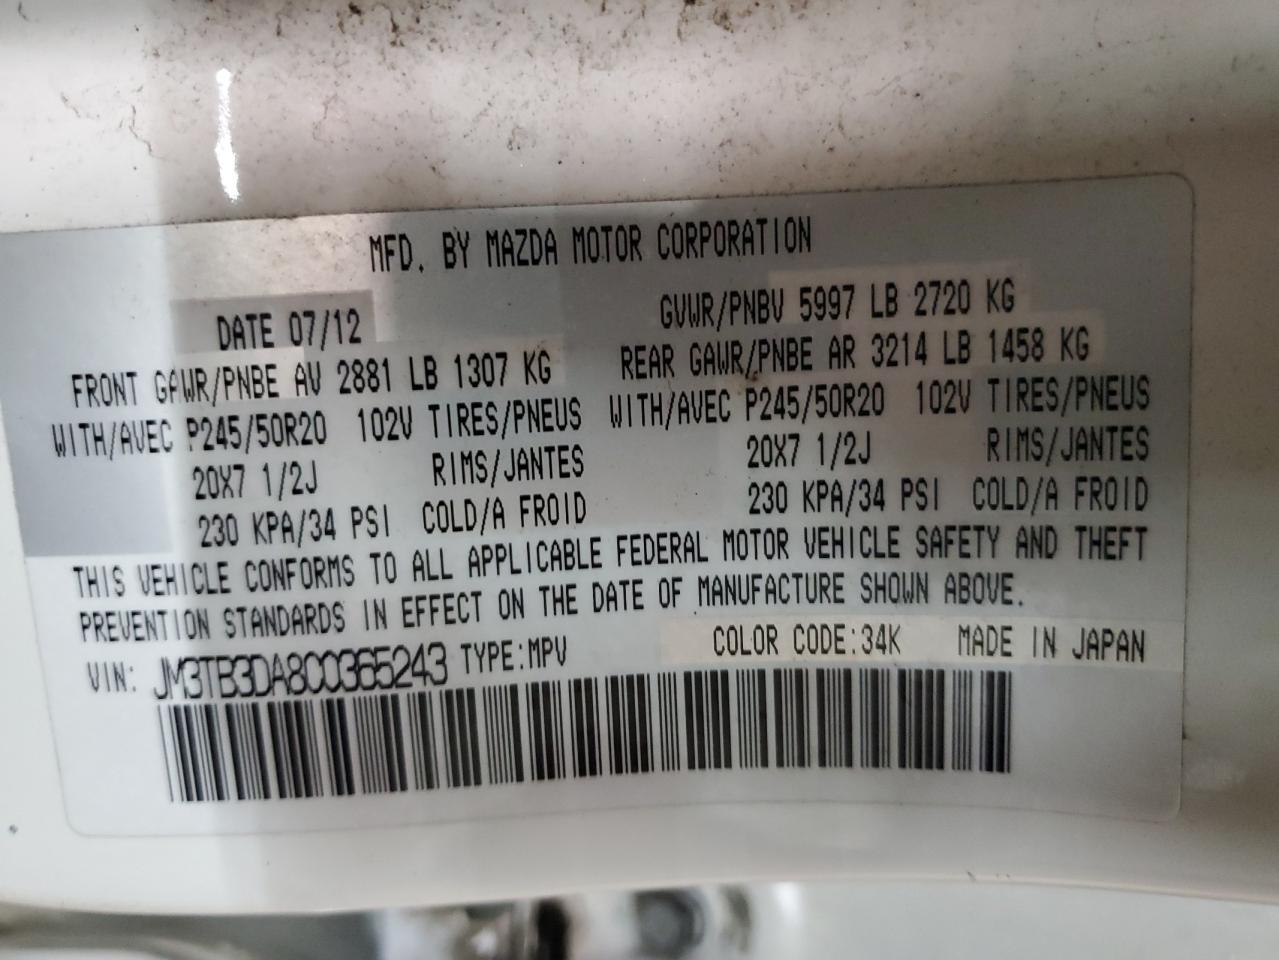 MFD. BY MAZDA MOTOR CORPORATION
DATE 07/12 GVWR/PNBV 5997 LB 2720 KG
FRONT GAWR/PNBE AV 2881 LB 1307 KG REAR GAWR/PNBE AR 3214 LB 1458 KG
WITH/AVEC P245/50R20 102V TIRES/PNEUS WITH/AVEC P245/50R20 102V TIRES/PNEUS
20X7 1/2J RIMS/JANTES 20X7 1/2J RIMS/JANTES
230 KPA/34 PSI COLD/A FROID 230 KPA/34 PSI COLD/A FROID
THIS VEHICLE CONFORMS TO ALL APPLICABLE FEDERAL MOTOR VEHICLE SAFETY AND THEFT
PREVENTION STANDARDS IN EFFECT ON THE DATE OF MANUFACTURE SHOWN ABOVE.
VIN: JM3TB3DA8C0365243 TYPE:MPV COLOR CODE:34K MADE IN JAPAN